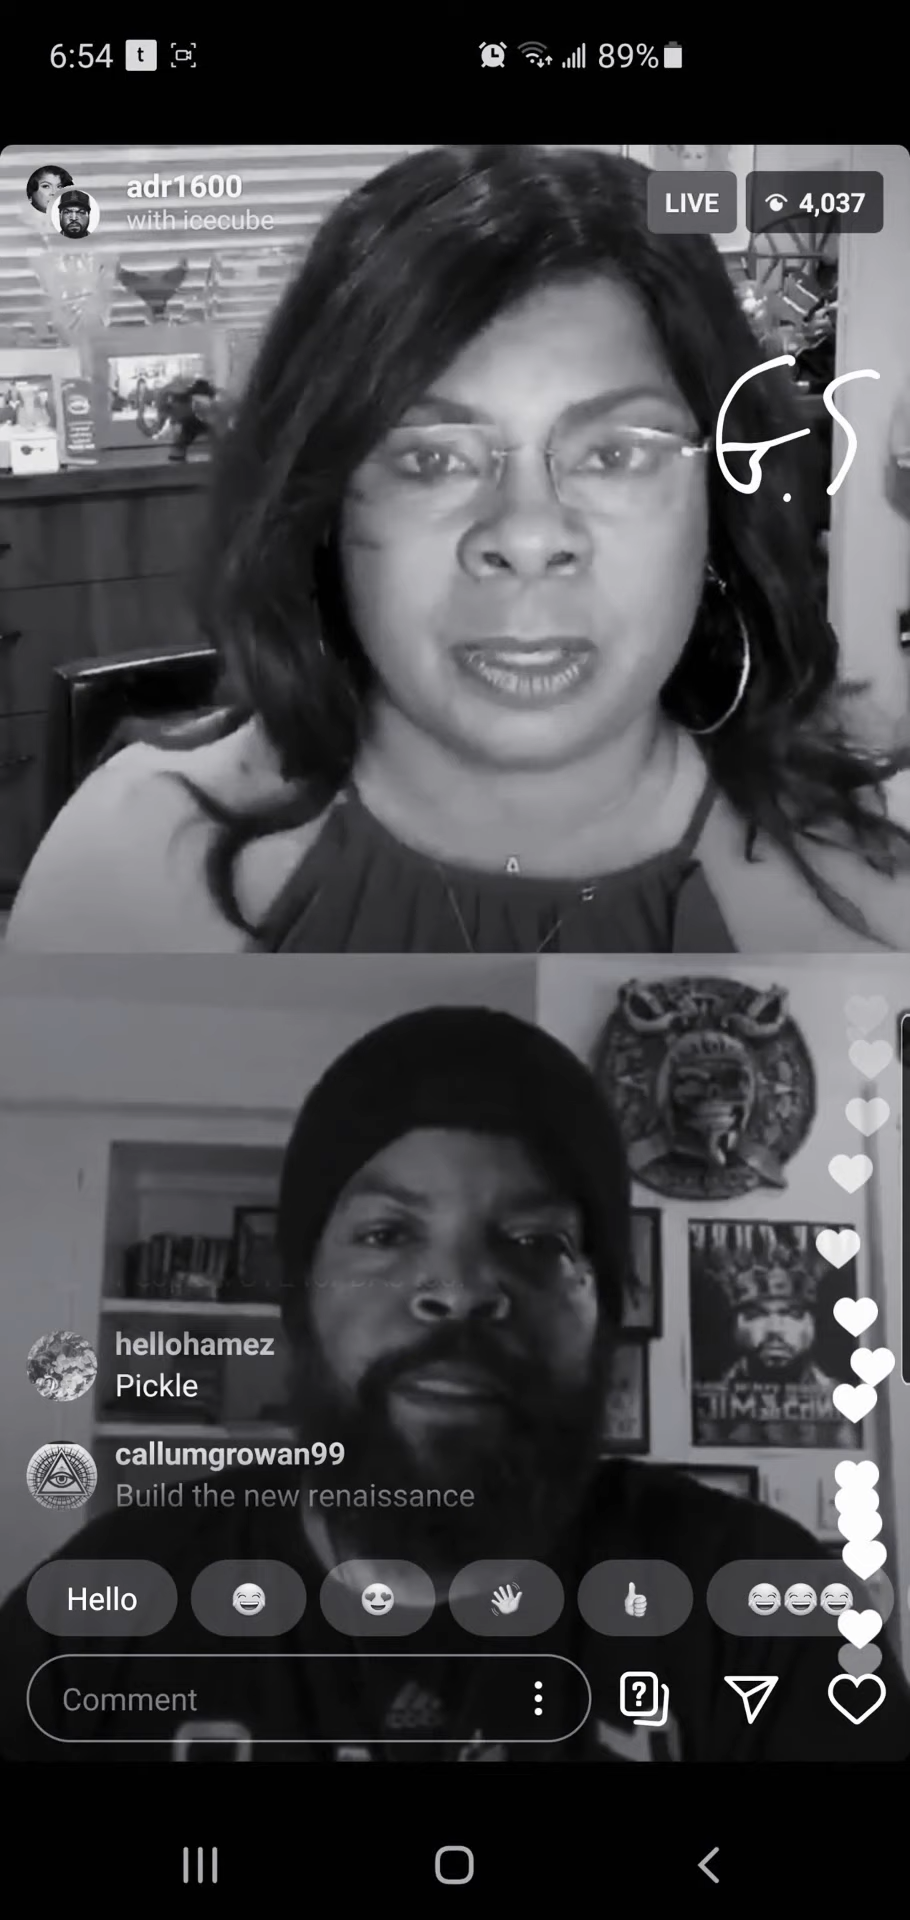 6:54 t 89%
adr1600
with icecube
LIVE 4,037
G.S
A
hellohamez
Pickle
callumgrowan99
Build the new renaissance
Hello
Comment